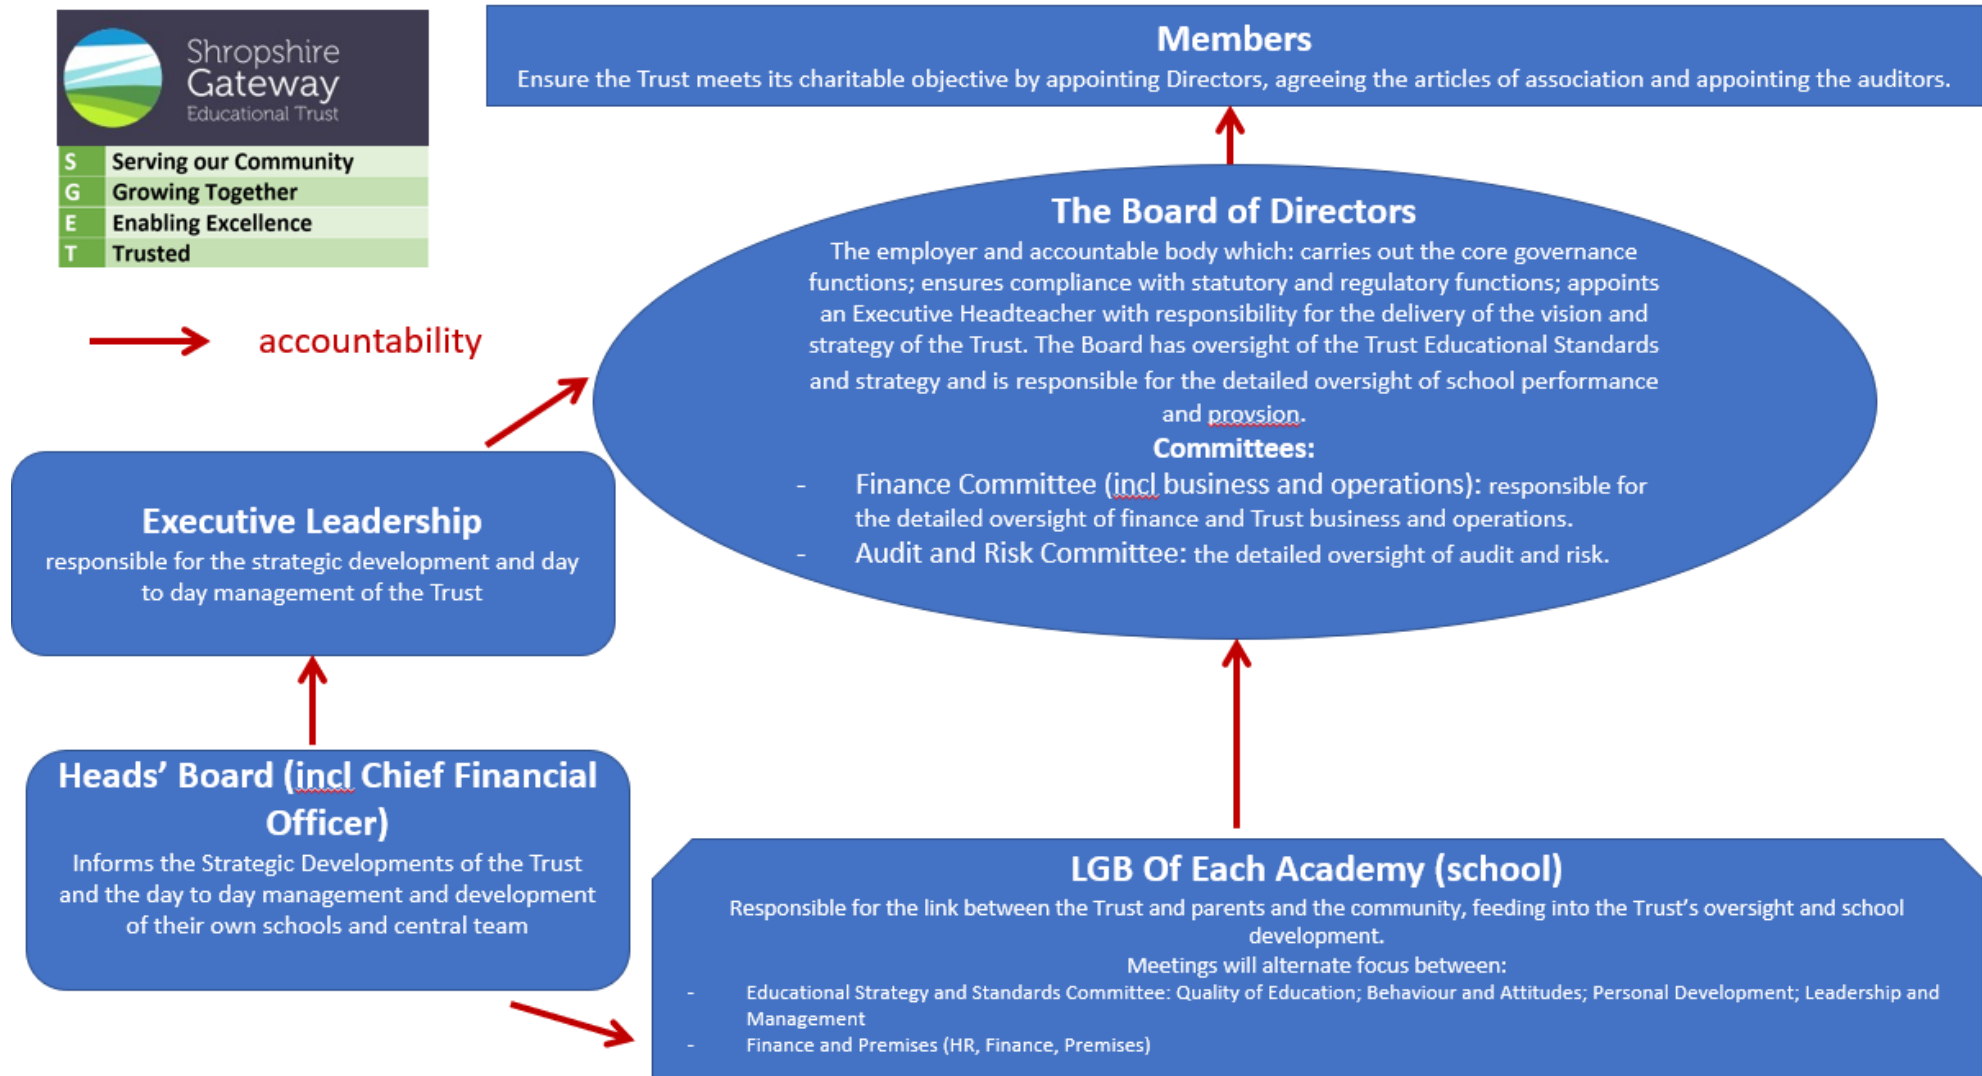 Shropshire
Gateway
Educational Trust
S Serving our Community
G Growing Together
E Enabling Excellence
T Trusted
accountability
Members
Ensure the Trust meets its charitable objective by appointing Directors, agreeing the articles of association and appointing the auditors.
The Board of Directors
The employer and accountable body which: carries out the core governance
functions; ensures compliance with statutory and regulatory functions; appoints
an Executive Headteacher with responsibility for the delivery of the vision and
strategy of the Trust. The Board has oversight of the Trust Educational Standards
and strategy and is responsible for the detailed oversight of school performance
and provsion.
Committees:
- Finance Committee (incl business and operations): responsible for
the detailed oversight of finance and Trust business and operations.
- Audit and Risk Committee: the detailed oversight of audit and risk.
Executive Leadership
responsible for the strategic development and day
to day management of the Trust
Heads’ Board (incl Chief Financial
Officer)
Informs the Strategic Developments of the Trust
and the day to day management and development
of their own schools and central team
LGB Of Each Academy (school)
Responsible for the link between the Trust and parents and the community, feeding into the Trust’s oversight and school
development.
Meetings will alternate focus between:
- Educational Strategy and Standards Committee: Quality of Education; Behaviour and Attitudes; Personal Development; Leadership and
Management
- Finance and Premises (HR, Finance, Premises)